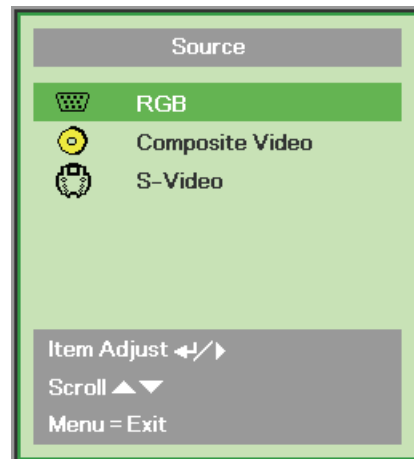 Source
RGB
Composite Video
S-Video
Item Adjust ↵/▶
Scroll ▲▼
Menu = Exit